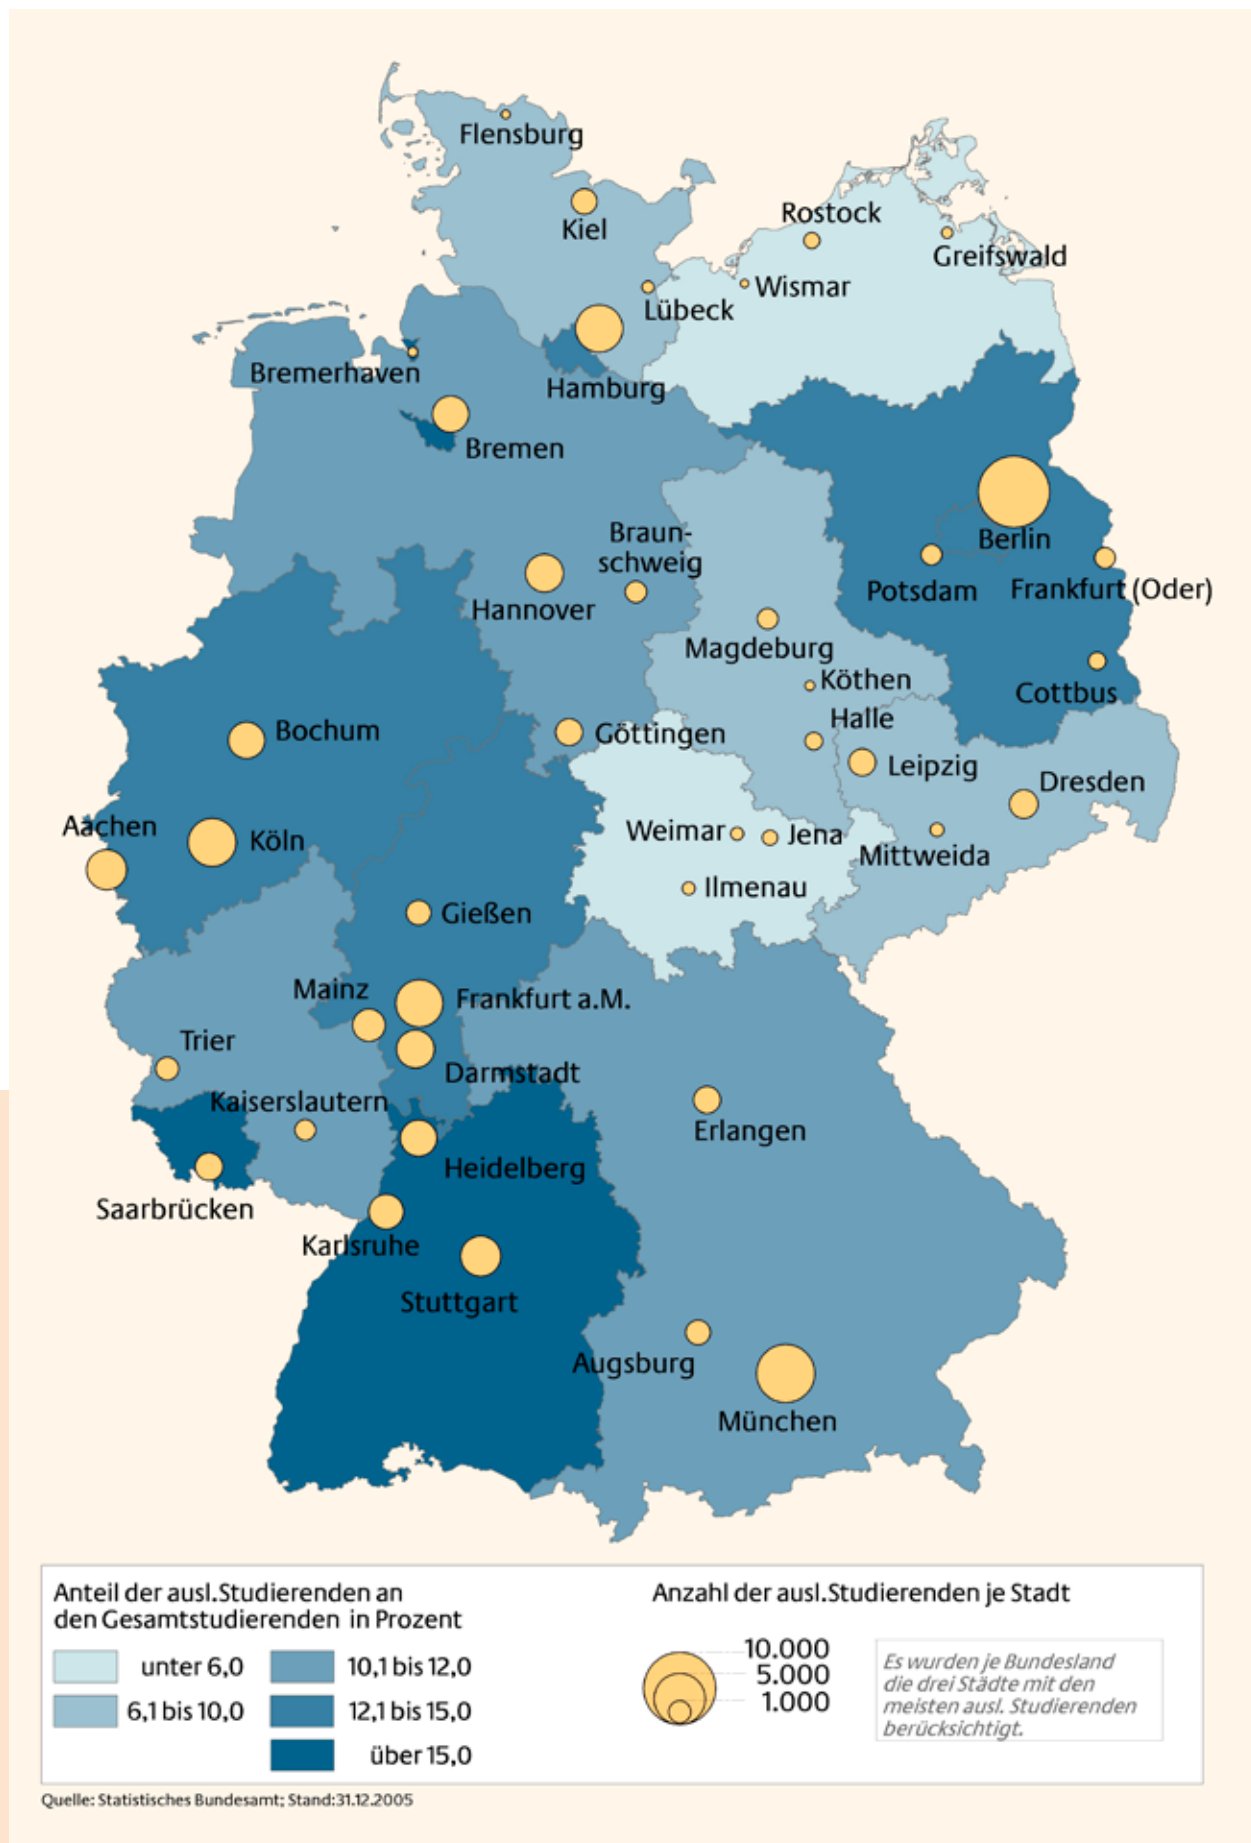 Flensburg
Kiel
Rostock
Greifswald
Wismar
Lübeck
Bremerhaven
Hamburg
Bremen
Braun-
schweig
Berlin
Hannover
Potsdam
Frankfurt (Oder)
Magdeburg
Köthen
Cottbus
Halle
Bochum
Göttingen
Leipzig
Dresden
Aachen
Köln
Weimar
Jena
Mittweida
Ilmenau
Gießen
Mainz
Frankfurt a.M.
Trier
Darmstadt
Kaiserslautern
Erlangen
Heidelberg
Saarbrücken
Karlsruhe
Stuttgart
Augsburg
München
Anteil der ausl.Studierenden an
den Gesamtstudierenden in Prozent
unter 6,0
6,1 bis 10,0
10,1 bis 12,0
12,1 bis 15,0
über 15,0
Anzahl der ausl.Studierenden je Stadt
10.000
5.000
1.000
Es wurden je Bundesland
die drei Städte mit den
meisten ausl. Studierenden
berücksichtigt.
Quelle: Statistisches Bundesamt; Stand:31.12.2005